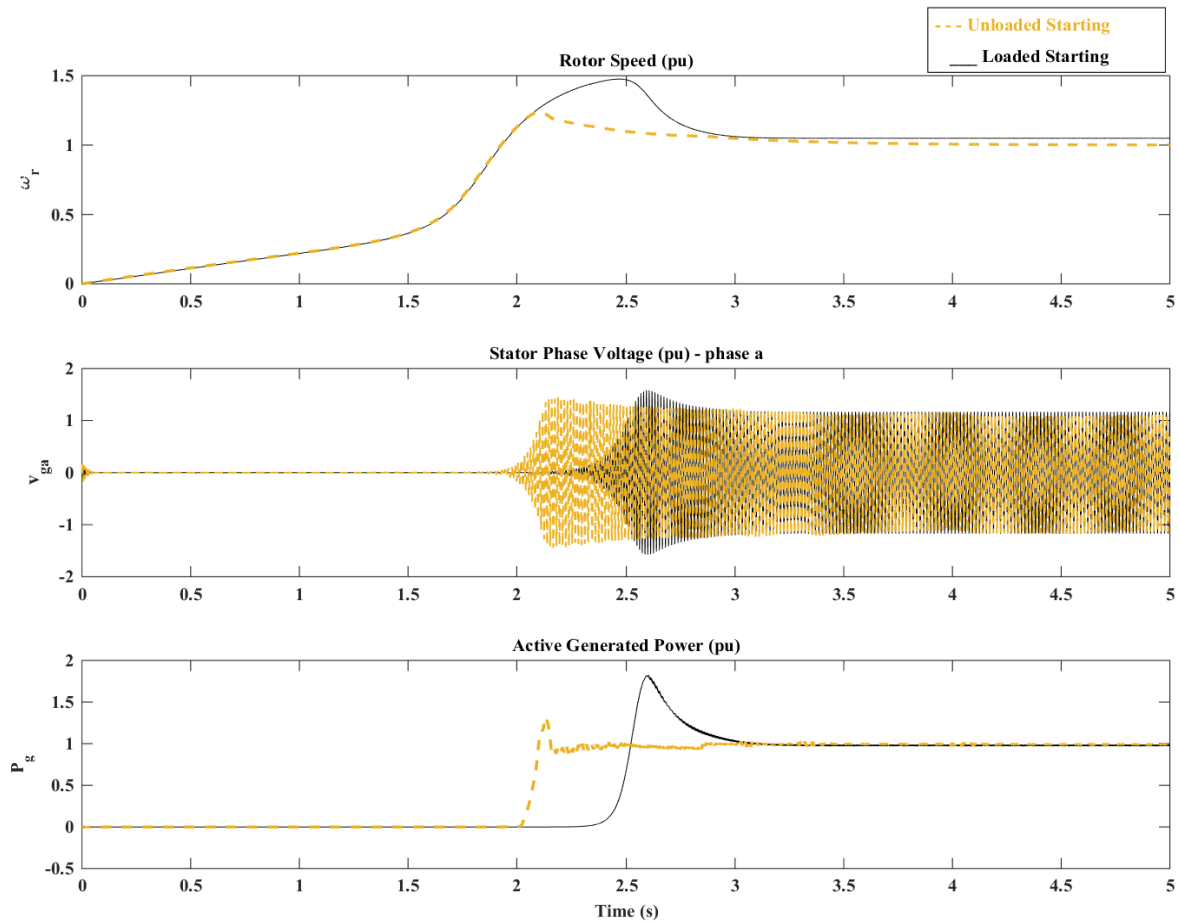 Unloaded Starting
Loaded Starting
Rotor Speed (pu)
1.5
1
0.5
0
ω_r
0 0.5 1 1.5 2 2.5 3 3.5 4 4.5 5
Stator Phase Voltage (pu) - phase a
2
1
0
-1
-2
v_ga
0 0.5 1 1.5 2 2.5 3 3.5 4 4.5 5
Active Generated Power (pu)
2
1.5
1
0.5
0
-0.5
P_g
0 0.5 1 1.5 2 2.5 3 3.5 4 4.5 5
Time (s)